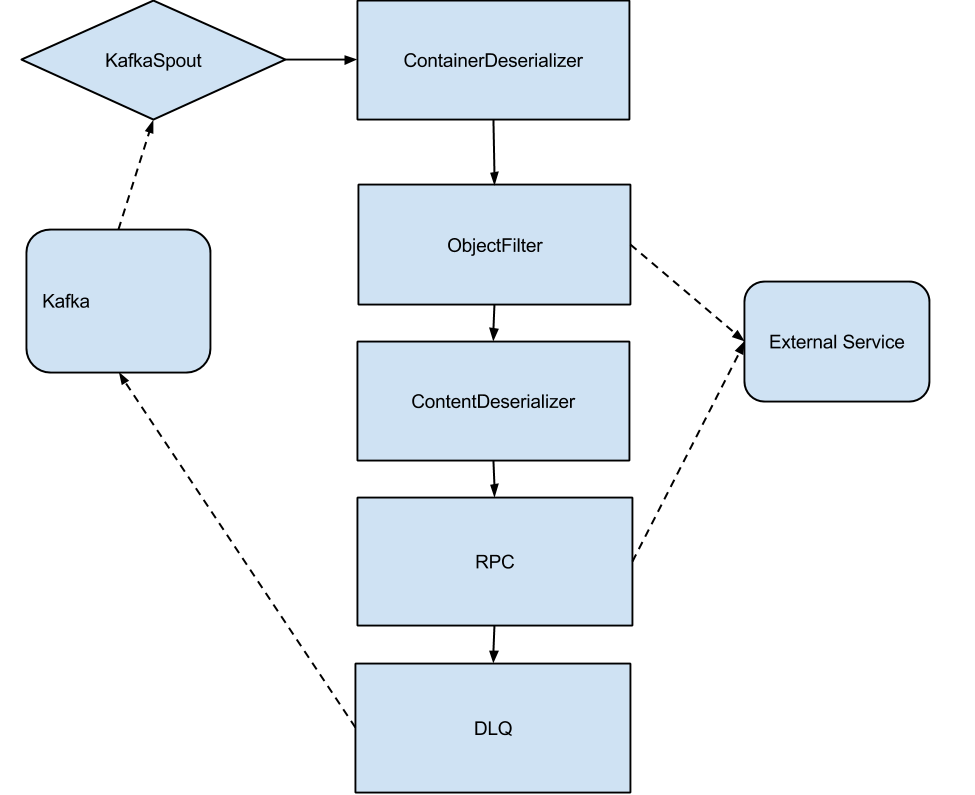 KafkaSpout
ContainerDeserializer
ObjectFilter
Kafka
External Service
ContentDeserializer
RPC
DLQ